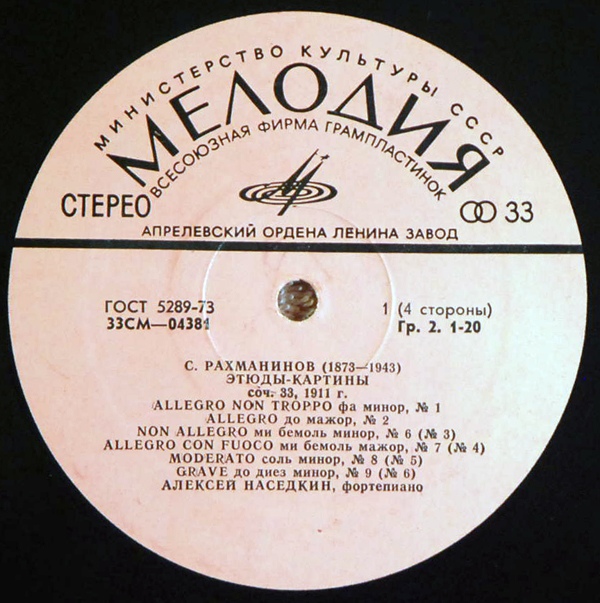 МИНИСТЕРСТВО КУЛЬТУРЫ СССР
МЕЛОДИЯ
ВСЕСОЮЗНАЯ ФИРМА ГРАМПЛАСТИНОК
СТЕРЕО
33
АПРЕЛЕВСКИЙ ОРДЕНА ЛЕНИНА ЗАВОД
ГОСТ 5289-73
1 (4 стороны)
33СМ—04381
Гр. 2. 1-20
С. РАХМАНИНОВ (1873—1943)
ЭТЮДЫ-КАРТИНЫ
соч. 33, 1911 г.
ALLEGRO NON TROPPO фа минор, № 1
ALLEGRO до мажор, № 2
NON ALLEGRO ми бемоль минор, № 6 (№ 3)
ALLEGRO CON FUOCO ми бемоль мажор, № 7 (№ 4)
MODERATO соль минор, № 8 (№ 5)
GRAVE до диез минор, № 9 (№ 6)
АЛЕКСЕЙ НАСЕДКИН, фортепиано